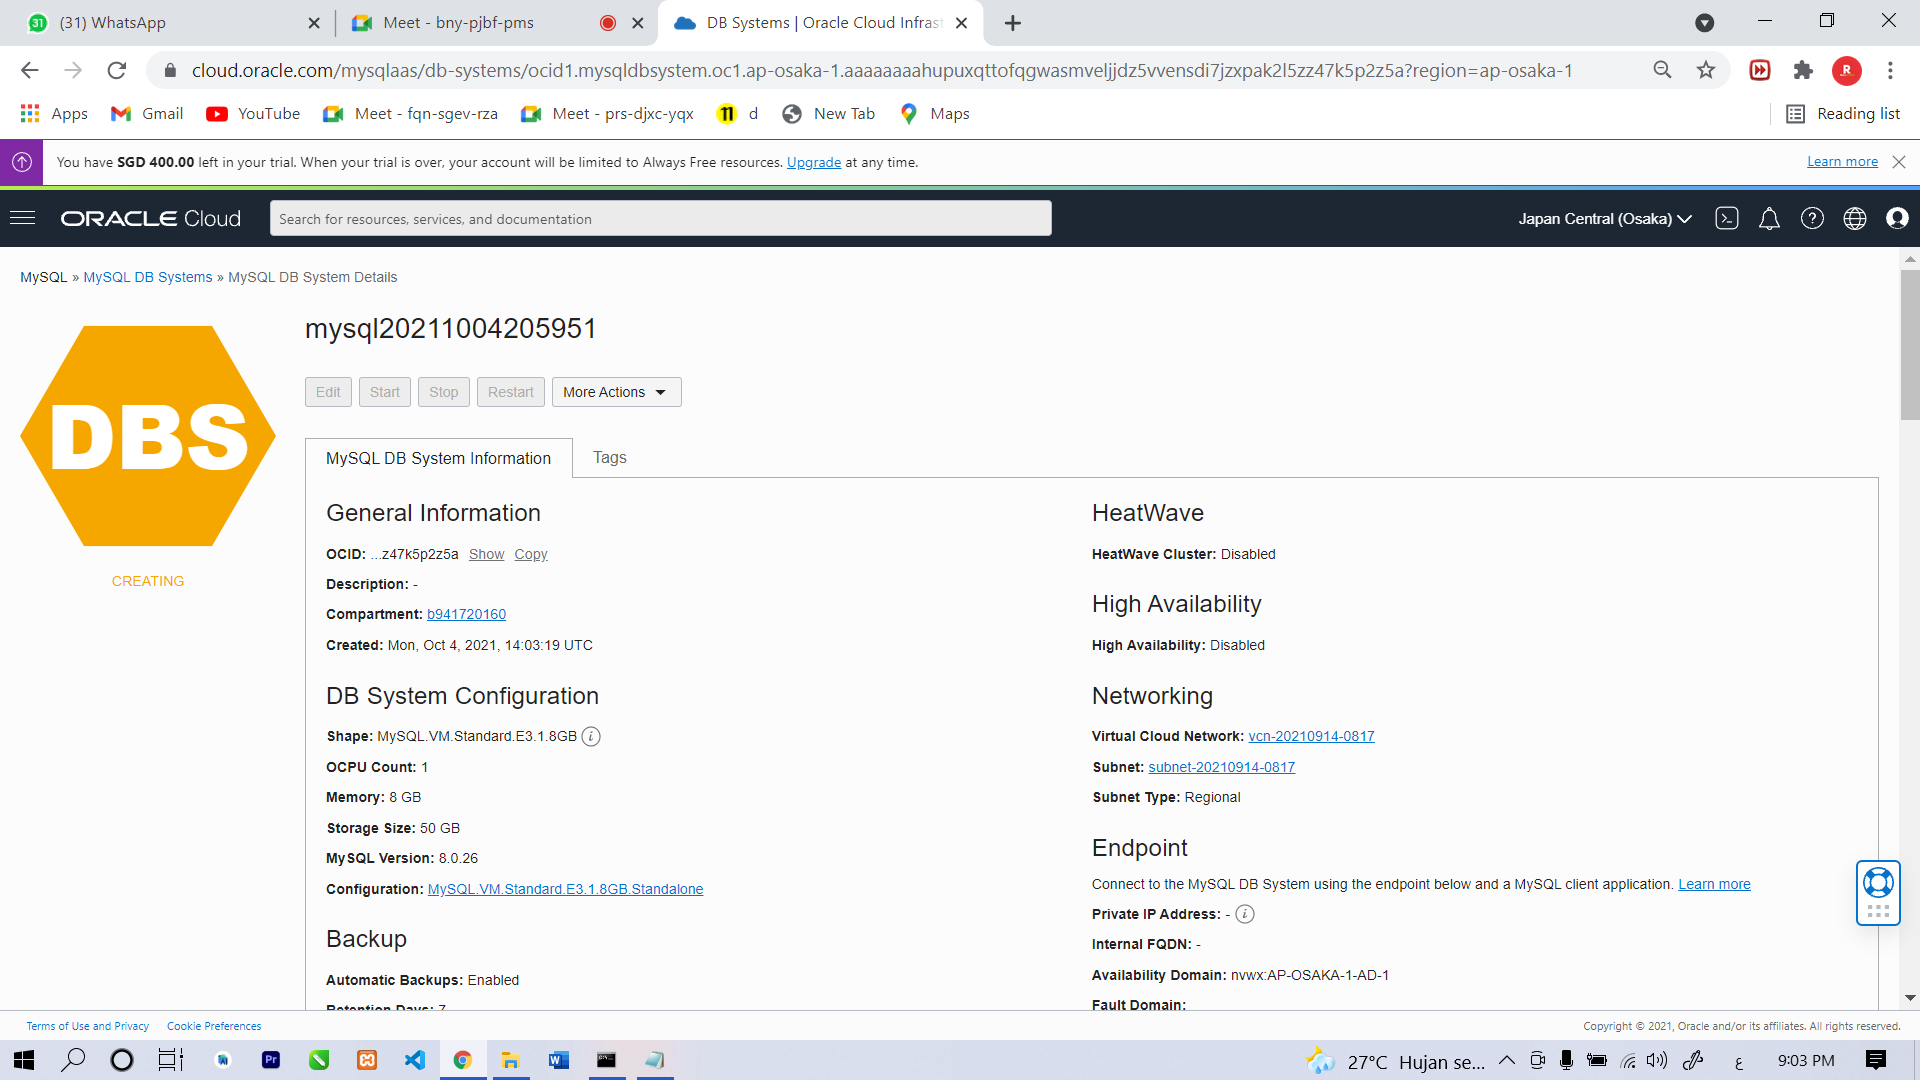 (31) WhatsApp
Meet - bny-pjbf-pms
DB Systems | Oracle Cloud Infrast
cloud.oracle.com/mysqlaas/db-systems/ocid1.mysqldbsystem.oc1.ap-osaka-1.aaaaaaaahupuxqttofqgwasmveljjdz5vvensdi7jzxpak2l5zz47k5p2z5a?region=ap-osaka-1
Apps
Gmail
YouTube
Meet - fqn-sgev-rza
Meet - prs-djxc-yqx
d
New Tab
Maps
Reading list
You have SGD 400.00 left in your trial. When your trial is over, your account will be limited to Always Free resources. Upgrade at any time.
Learn more
ORACLE Cloud
Search for resources, services, and documentation
Japan Central (Osaka)
MySQL » MySQL DB Systems » MySQL DB System Details
DBS
CREATING
mysql20211004205951
Edit
Start
Stop
Restart
More Actions
MySQL DB System Information
Tags
General Information
OCID: ...z47k5p2z5a Show Copy
Description: -
Compartment: b941720160
Created: Mon, Oct 4, 2021, 14:03:19 UTC
DB System Configuration
Shape: MySQL.VM.Standard.E3.1.8GB
OCPU Count: 1
Memory: 8 GB
Storage Size: 50 GB
MySQL Version: 8.0.26
Configuration: MySQL.VM.Standard.E3.1.8GB.Standalone
Backup
Automatic Backups: Enabled
Retention Days: 7
HeatWave
HeatWave Cluster: Disabled
High Availability
High Availability: Disabled
Networking
Virtual Cloud Network: vcn-20210914-0817
Subnet: subnet-20210914-0817
Subnet Type: Regional
Endpoint
Connect to the MySQL DB System using the endpoint below and a MySQL client application. Learn more
Private IP Address: -
Internal FQDN: -
Availability Domain: nvwx:AP-OSAKA-1-AD-1
Fault Domain:
Terms of Use and Privacy
Cookie Preferences
Copyright © 2021, Oracle and/or its affiliates. All rights reserved.
27°C Hujan se...
ع
9:03 PM